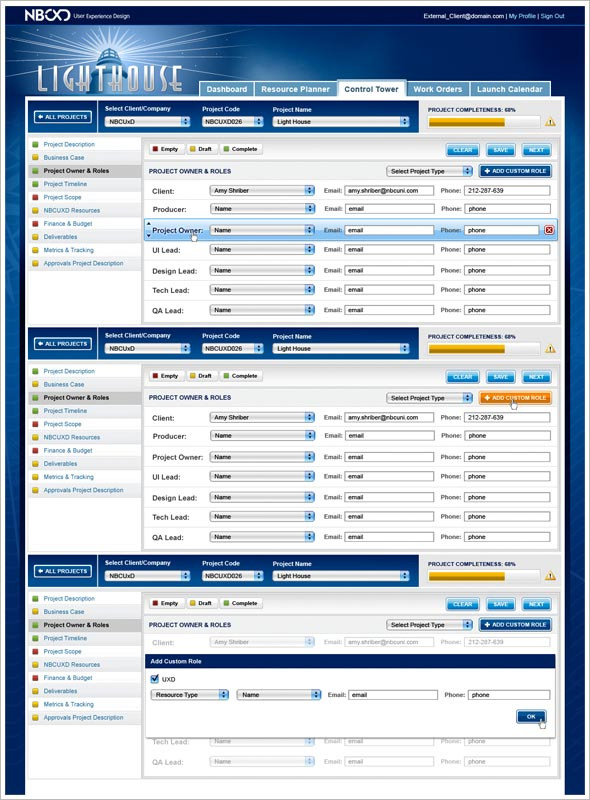 NBCUXD User Experience Design
External_Client@domain.com | My Profile | Sign Out
LIGHTHOUSE
Dashboard Resource Planner Control Tower Work Orders Launch Calendar
ALL PROJECTS
Select Client/Company Project Code Project Name
NBCUxD NBCUXD026 Light House
PROJECT COMPLETENESS: 68%
Project Description
Business Case
Project Owner & Roles
Project Timeline
Project Scope
NBCUXD Resources
Finance & Budget
Deliverables
Metrics & Tracking
Approvals Project Description
Empty Draft Complete CLEAR SAVE NEXT
PROJECT OWNER & ROLES Select Project Type ADD CUSTOM ROLE
Client: Amy Shriber Email: amy.shriber@nbcuni.com Phone: 212-287-639
Producer: Name Email: email Phone: phone
Project Owner: Name Email: email Phone: phone
UI Lead: Name Email: email Phone: phone
Design Lead: Name Email: email Phone: phone
Tech Lead: Name Email: email Phone: phone
QA Lead: Name Email: email Phone: phone
ALL PROJECTS
Select Client/Company Project Code Project Name
NBCUxD NBCUXD026 Light House
PROJECT COMPLETENESS: 68%
Project Description
Business Case
Project Owner & Roles
Project Timeline
Project Scope
NBCUXD Resources
Finance & Budget
Deliverables
Metrics & Tracking
Approvals Project Description
Empty Draft Complete CLEAR SAVE NEXT
PROJECT OWNER & ROLES Select Project Type ADD CUSTOM ROLE
Client: Amy Shriber Email: amy.shriber@nbcuni.com Phone: 212-287-639
Producer: Name Email: email Phone: phone
Project Owner: Name Email: email Phone: phone
UI Lead: Name Email: email Phone: phone
Design Lead: Name Email: email Phone: phone
Tech Lead: Name Email: email Phone: phone
QA Lead: Name Email: email Phone: phone
ALL PROJECTS
Select Client/Company Project Code Project Name
NBCUxD NBCUXD026 Light House
PROJECT COMPLETENESS: 68%
Project Description
Business Case
Project Owner & Roles
Project Timeline
Project Scope
NBCUXD Resources
Finance & Budget
Deliverables
Metrics & Tracking
Approvals Project Description
Empty Draft Complete CLEAR SAVE NEXT
PROJECT OWNER & ROLES Select Project Type ADD CUSTOM ROLE
Client: Amy Shriber Email: amy.shriber@nbcuni.com Phone: 212-287-639
Add Custom Role
UXD
Resource Type Name Email: email Phone: phone
OK
Tech Lead: Name Email: email Phone: phone
QA Lead: Name Email: email Phone: phone